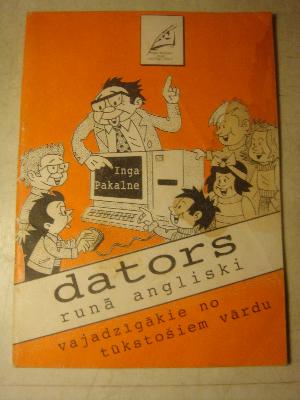 Inga
Pakalne
dators
runā angliski
vajadzīgākie no
tūkstošiem vārdu